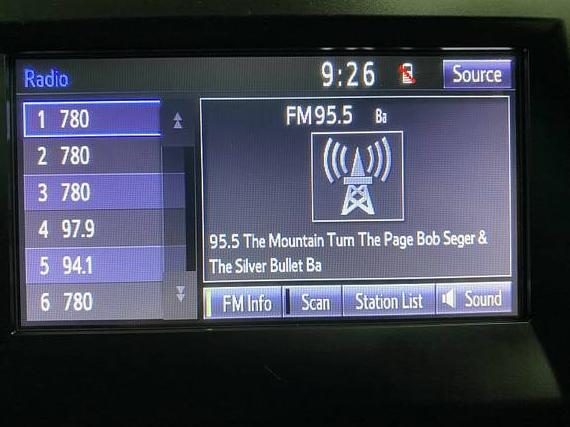 Radio
9:26
Source
1 780
2 780
3 780
4 97.9
5 94.1
6 780
FM 95.5 Ba
95.5 The Mountain Turn The Page Bob Seger &
The Silver Bullet Ba
FM Info
Scan
Station List
Sound